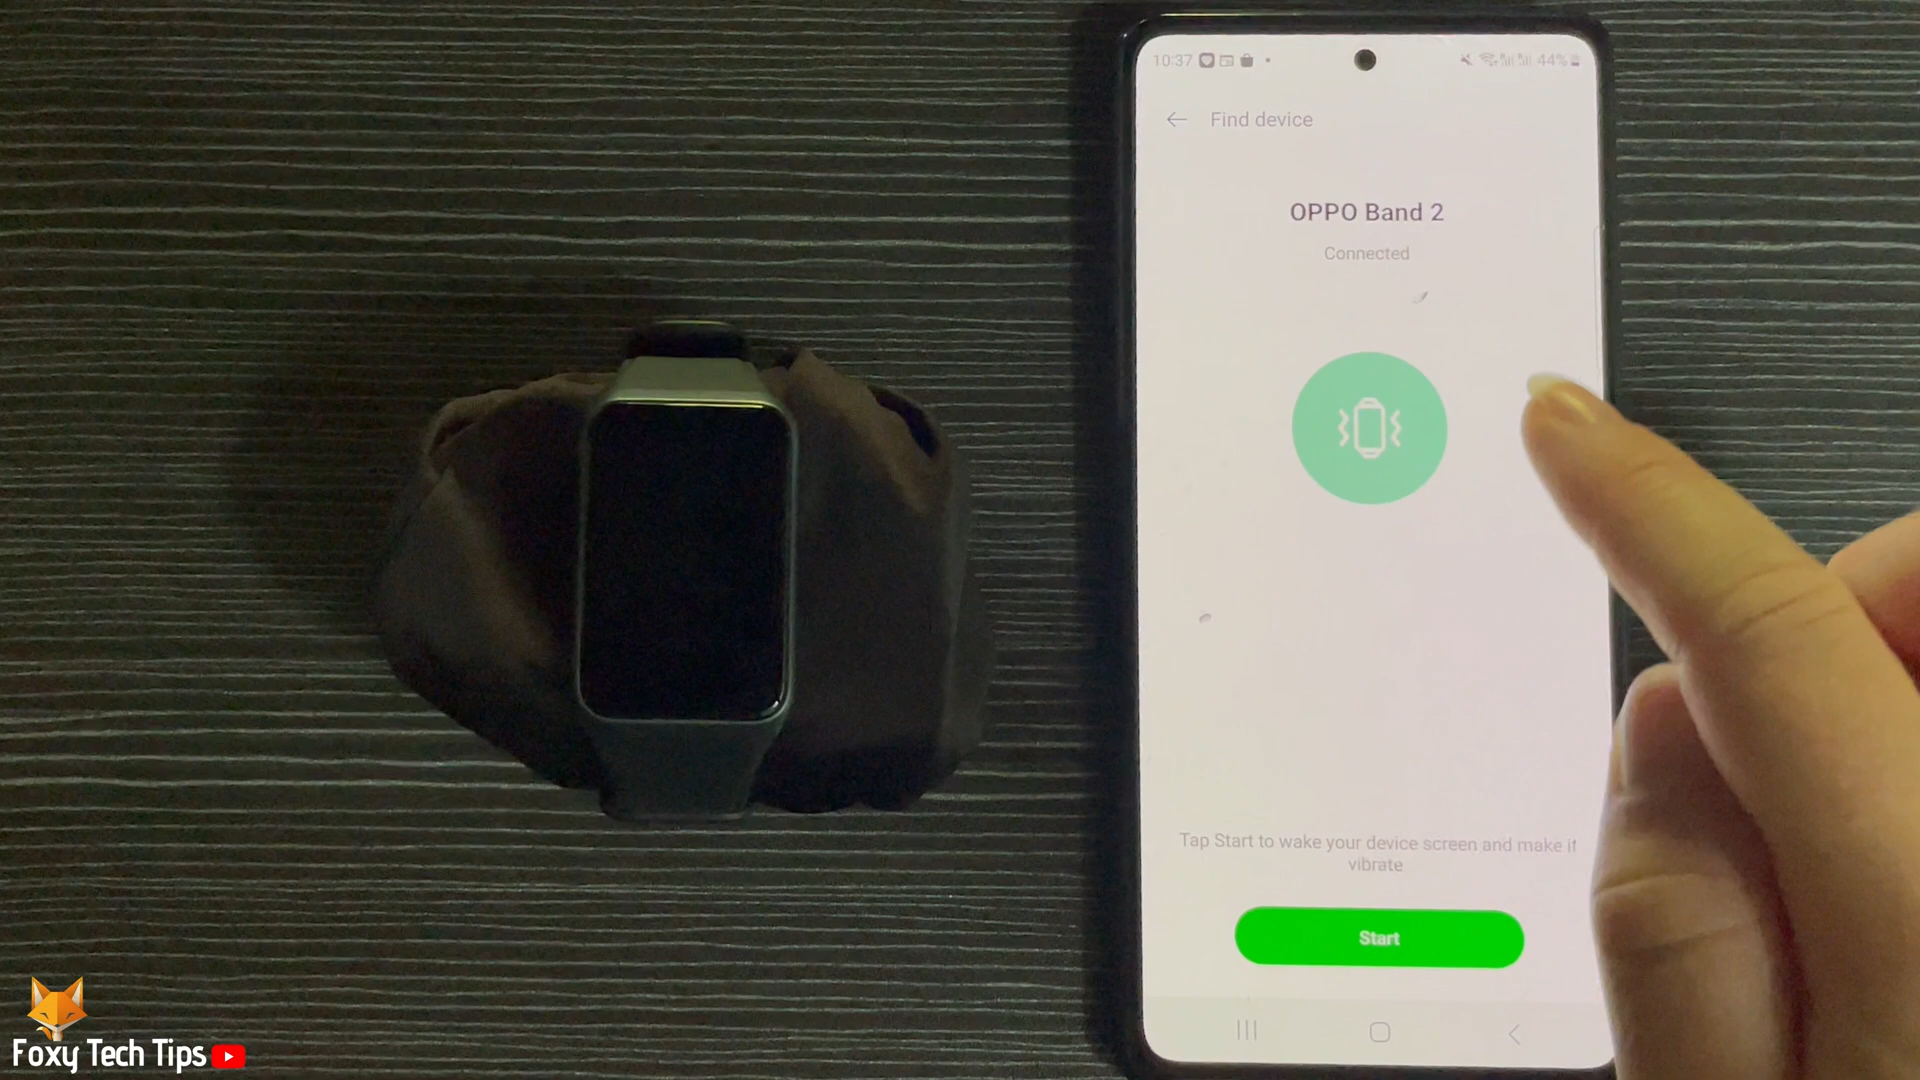 10:37
44%
Find device
OPPO Band 2
Connected
Tap Start to wake your device screen and make it
vibrate
Start
Foxy Tech Tips